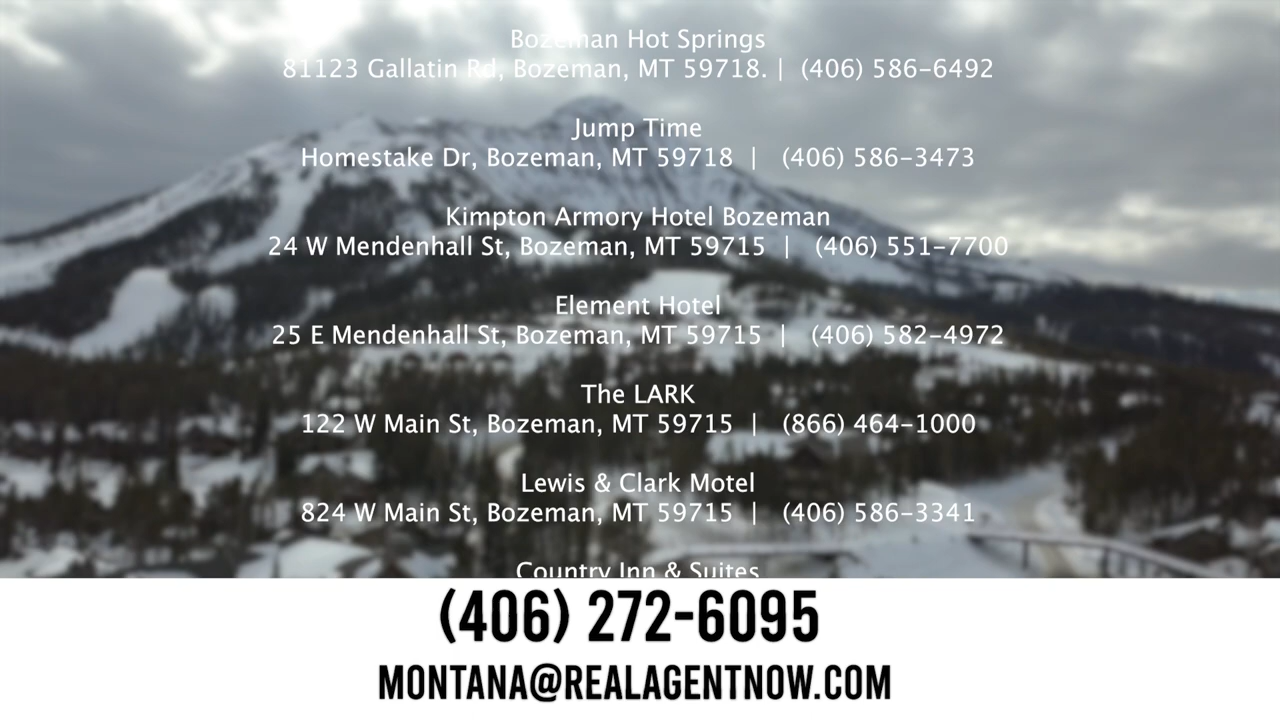 Bozeman Hot Springs
81123 Gallatin Rd, Bozeman, MT 59718. | (406) 586-6492
Jump Time
Homestake Dr, Bozeman, MT 59718 | (406) 586-3473
Kimpton Armory Hotel Bozeman
24 W Mendenhall St, Bozeman, MT 59715 | (406) 551-7700
Element Hotel
25 E Mendenhall St, Bozeman, MT 59715 | (406) 582-4972
The LARK
122 W Main St, Bozeman, MT 59715 | (866) 464-1000
Lewis & Clark Motel
824 W Main St, Bozeman, MT 59715 | (406) 586-3341
Country Inn & Suites
(406) 272-6095
MONTANA@REALAGENTNOW.COM